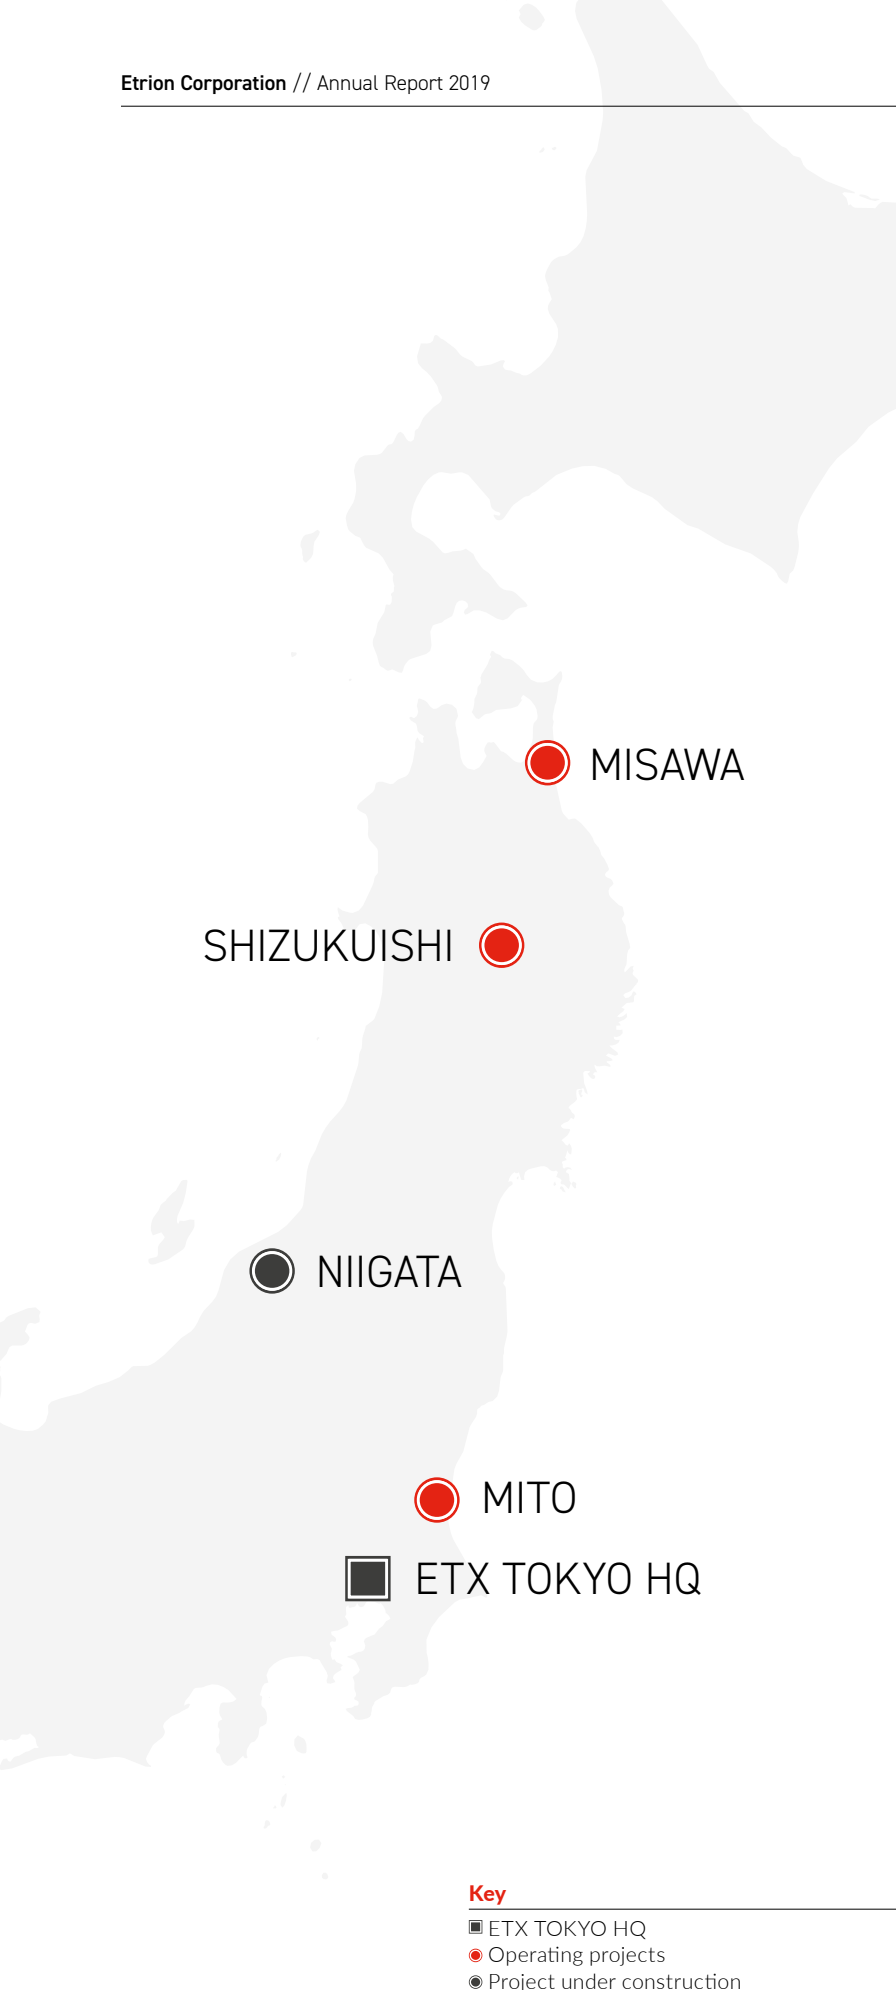 Etrion Corporation // Annual Report 2019
MISAWA
SHIZUKUISHI
NIIGATA
MITO
ETX TOKYO HQ
Key
ETX TOKYO HQ
Operating projects
Project under construction